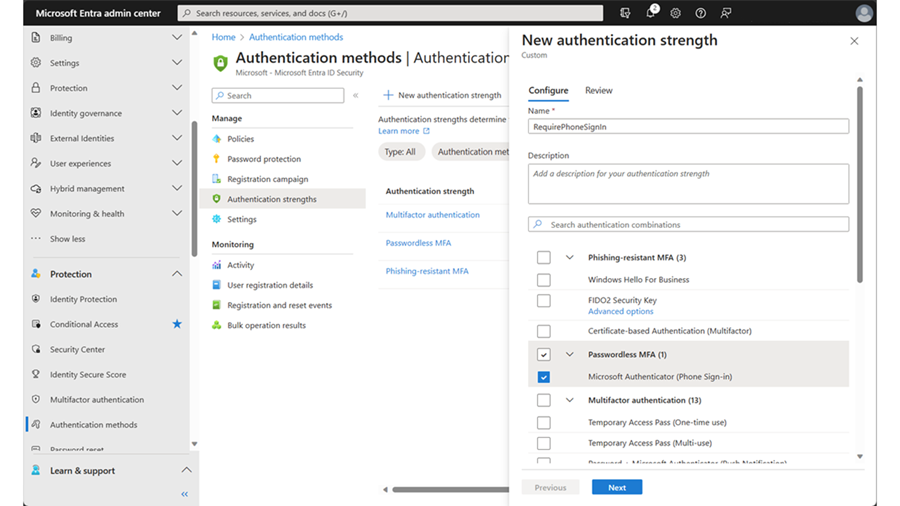 Microsoft Entra admin center
Search resources, services, and docs (G+/)
2
Billing
Settings
Protection
Identity governance
External Identities
User experiences
Hybrid management
Monitoring & health
Show less
Protection
Identity Protection
Conditional Access
Security Center
Identity Secure Score
Multifactor authentication
Authentication methods
Password reset
Learn & support
Home
Authentication methods
Authentication methods | Authentication
Microsoft - Microsoft Entra ID Security
Search
Manage
Policies
Password protection
Registration campaign
Authentication strengths
Settings
Monitoring
Activity
User registration details
Registration and reset events
Bulk operation results
New authentication strength
Authentication strengths determine
Learn more
Type: All
Authentication met
Authentication strength
Multifactor authentication
Passwordless MFA
Phishing-resistant MFA
New authentication strength
Custom
Configure
Review
Name *
RequirePhoneSignIn
Description
Add a description for your authentication strength
Search authentication combinations
Phishing-resistant MFA (3)
Windows Hello For Business
FIDO2 Security Key
Advanced options
Certificate-based Authentication (Multifactor)
Passwordless MFA (1)
Microsoft Authenticator (Phone Sign-in)
Multifactor authentication (13)
Temporary Access Pass (One-time use)
Temporary Access Pass (Multi-use)
Password + Microsoft Authenticator (Push Notification)
Previous
Next